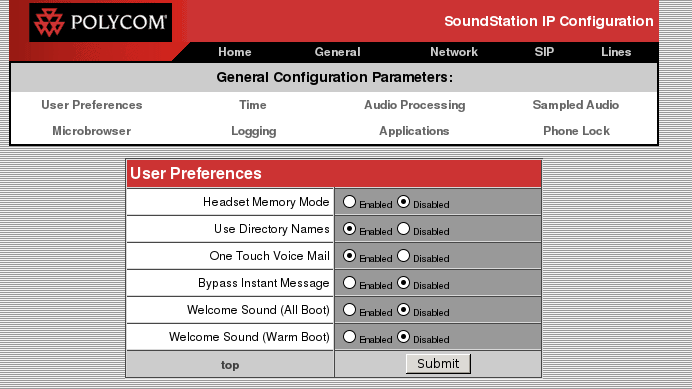 POLYCOM®
SoundStation IP Configuration
Home General Network SIP Lines
General Configuration Parameters:
User Preferences Time Audio Processing Sampled Audio
Microbrowser Logging Applications Phone Lock
User Preferences
Headset Memory Mode Enabled Disabled
Use Directory Names Enabled Disabled
One Touch Voice Mail Enabled Disabled
Bypass Instant Message Enabled Disabled
Welcome Sound (All Boot) Enabled Disabled
Welcome Sound (Warm Boot) Enabled Disabled
top Submit